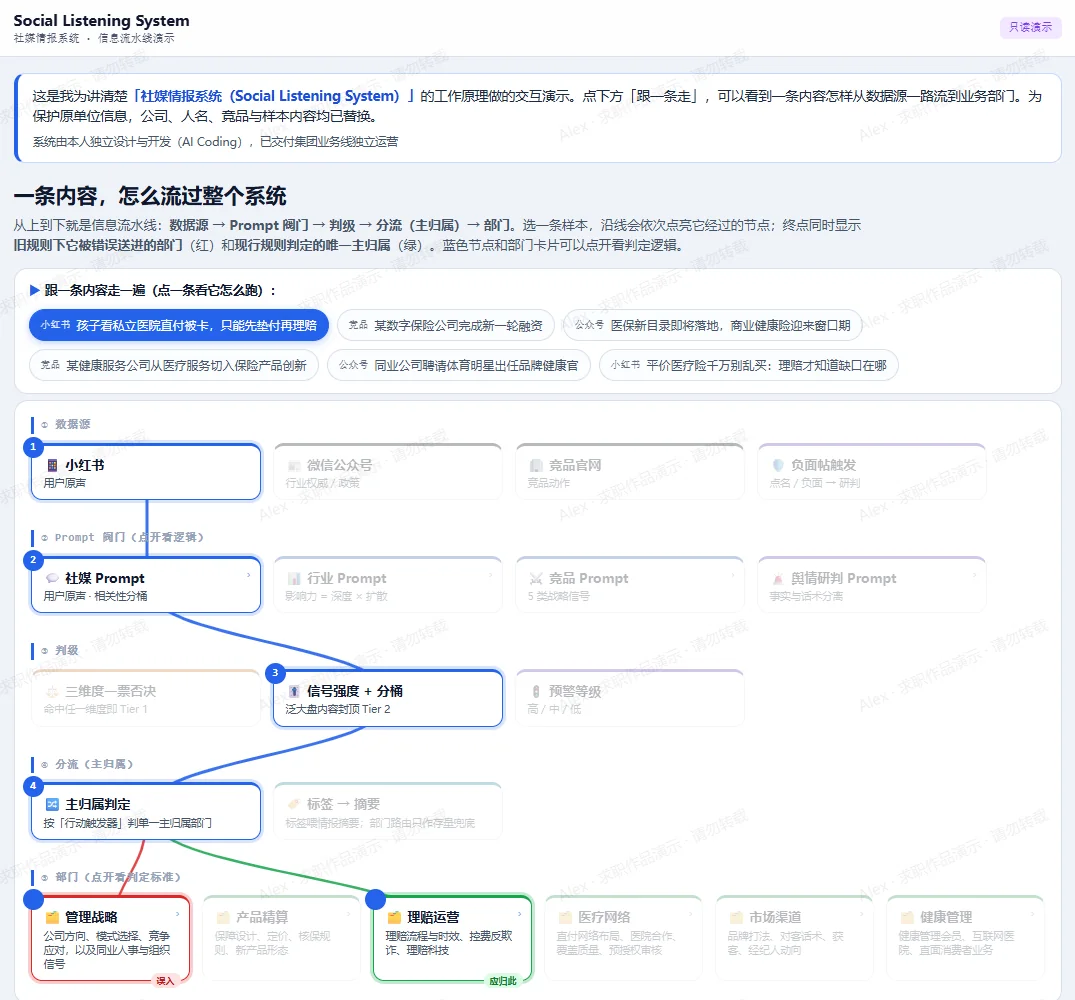 Social Listening System
社媒情报系统 · 信息流水线演示
只读演示
这是我为讲清楚「社媒情报系统（Social Listening System）」的工作原理做的交互演示。点下方「跟一条走」，可以看到一条内容怎样从数据源一路流到业务部门。为
保护原单位信息，公司、人名、竞品与样本内容均已替换。
系统由本人独立设计与开发（AI Coding），已交付集团业务线独立运营
一条内容，怎么流过整个系统
从上到下就是信息流水线：数据源 → Prompt 阀门 → 判级 → 分流（主归属）→ 部门。选一条样本，沿线会依次点亮它经过的节点；终点同时显示
旧规则下它被错误送进的部门（红）和现行规则判定的唯一主归属（绿）。蓝色节点和部门卡片可以点开看判定逻辑。
▶ 跟一条内容走一遍（点一条看它怎么跑）：
小红书 孩子看私立医院直付被卡，只能先垫付再理赔
竞品 某数字保险公司完成新一轮融资
公众号 医保新目录即将落地，商业健康险迎来窗口期
竞品 某健康服务公司从医疗服务切入保险产品创新
公众号 同业公司聘请体育明星出任品牌健康官
小红书 平价医疗险千万别乱买：理赔才知道缺口在哪
① 数据源
1
小红书
用户原声
微信公众号
行业权威 / 政策
竞品官网
竞品动作
负面帖触发
点名 / 负面 → 研判
② Prompt 阀门（点开看逻辑）
2
社媒 Prompt ›
用户原声 · 相关性分桶
行业 Prompt ›
影响力 = 深度 × 扩散
竞品 Prompt ›
5 类战略信号
舆情研判 Prompt ›
事实与话术分离
③ 判级
三维度一票否决
命中任一维度即 Tier 1
3
信号强度 + 分桶
泛大盘内容封顶 Tier 2
预警等级
高 / 中 / 低
④ 分流（主归属）
4
主归属判定
按「行动触发器」判单一主归属部门
标签 → 摘要
标签喂情报摘要，部门路由只作存量兜底
⑤ 部门（点开看判定标准）
管理战略 ›
公司方向、模式选择、竞争
应对，以及同业人事与组织
信号
误入
产品精算 ›
保障设计、定价、核保规
则、新产品形态
理赔运营 ›
理赔流程与时效、控费反欺
诈、理赔科技
应归此
医疗网络 ›
直付网络布局、医院合作、
覆盖质量、预授权审核
市场渠道 ›
品牌打法、对客话术、获
客、经纪人动向
健康管理 ›
健康管理会员、互联网医
院、直面消费者业务
Alex · 求职作品演示 · 请勿转载